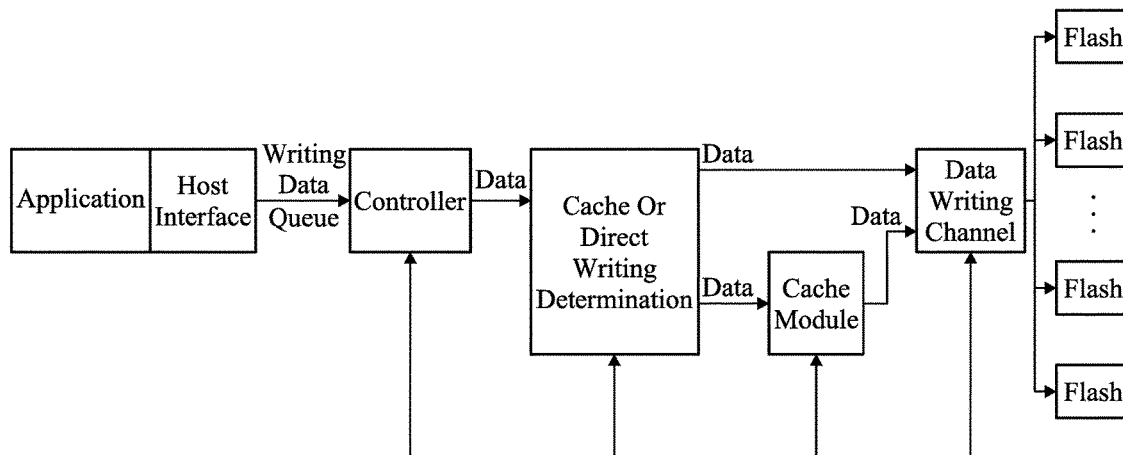 Flash
Flash
Writing
Data
Queue
Application
Host
Interface
Controller
Data
Cache Or
Direct
Writing
Determination
Data
Data
Cache
Module
Data
Data
Writing
Channel
Flash
Flash